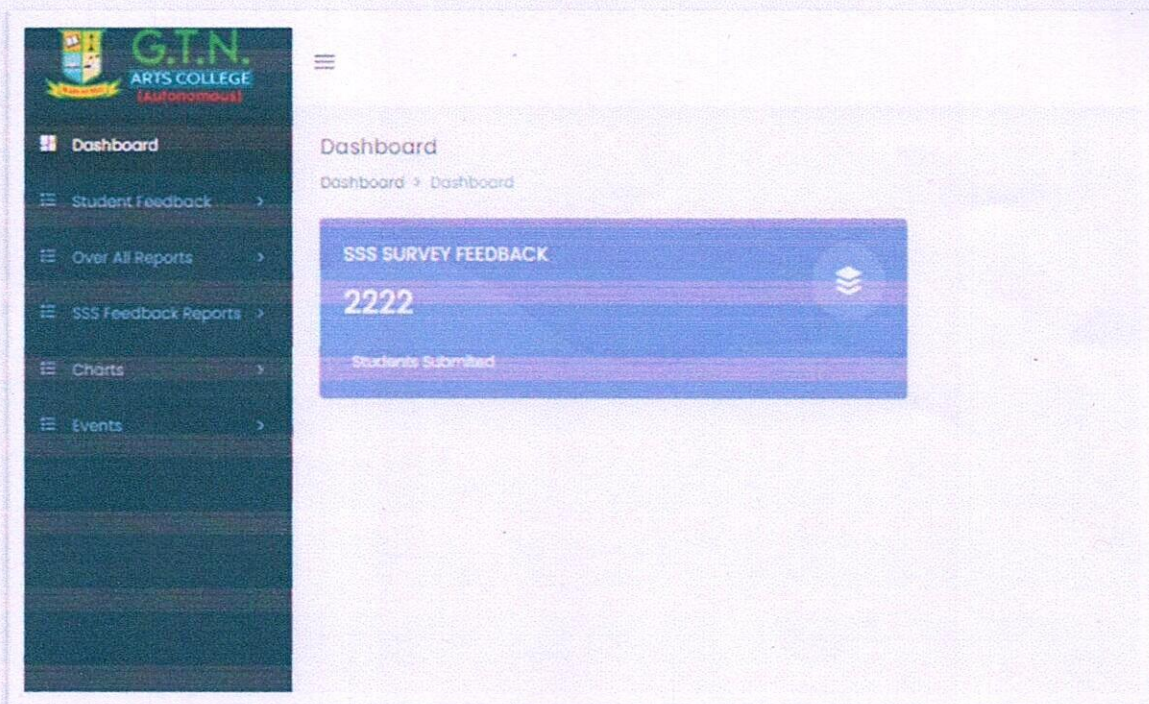 G.T.N.
ARTS COLLEGE
(Autonomous)
Dashboard
Student Feedback
Over All Reports
SSS Feedback Reports
Charts
Events
Dashboard
Dashboard > Dashboard
SSS SURVEY FEEDBACK
2222
Students Submited